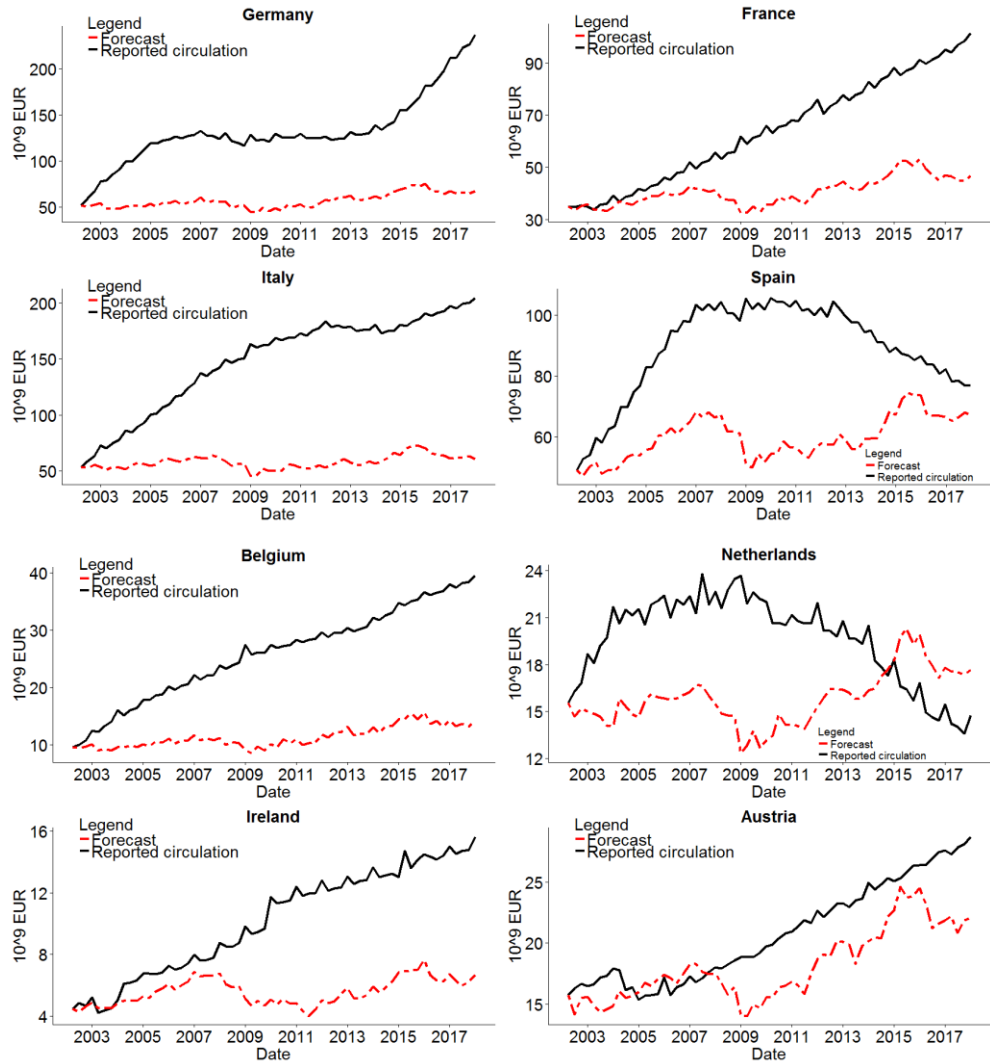 Germany
Legend
Forecast
Reported circulation
10^9 EUR
200
150
100
50
2003 2005 2007 2009 2011 2013 2015 2017
Date
France
Legend
Forecast
Reported circulation
10^9 EUR
90
70
50
30
2003 2005 2007 2009 2011 2013 2015 2017
Date
Italy
Legend
Forecast
Reported circulation
10^9 EUR
200
150
100
50
2003 2005 2007 2009 2011 2013 2015 2017
Date
Spain
10^9 EUR
100
80
60
Legend
Forecast
Reported circulation
2003 2005 2007 2009 2011 2013 2015 2017
Date
Belgium
Legend
Forecast
Reported circulation
10^9 EUR
40
30
20
10
2003 2005 2007 2009 2011 2013 2015 2017
Date
Netherlands
10^9 EUR
24
21
18
15
12
Legend
Forecast
Reported circulation
2003 2005 2007 2009 2011 2013 2015 2017
Date
Ireland
Legend
Forecast
Reported circulation
10^9 EUR
16
12
8
4
2003 2005 2007 2009 2011 2013 2015 2017
Date
Austria
Legend
Forecast
Reported circulation
10^9 EUR
25
20
15
2003 2005 2007 2009 2011 2013 2015 2017
Date